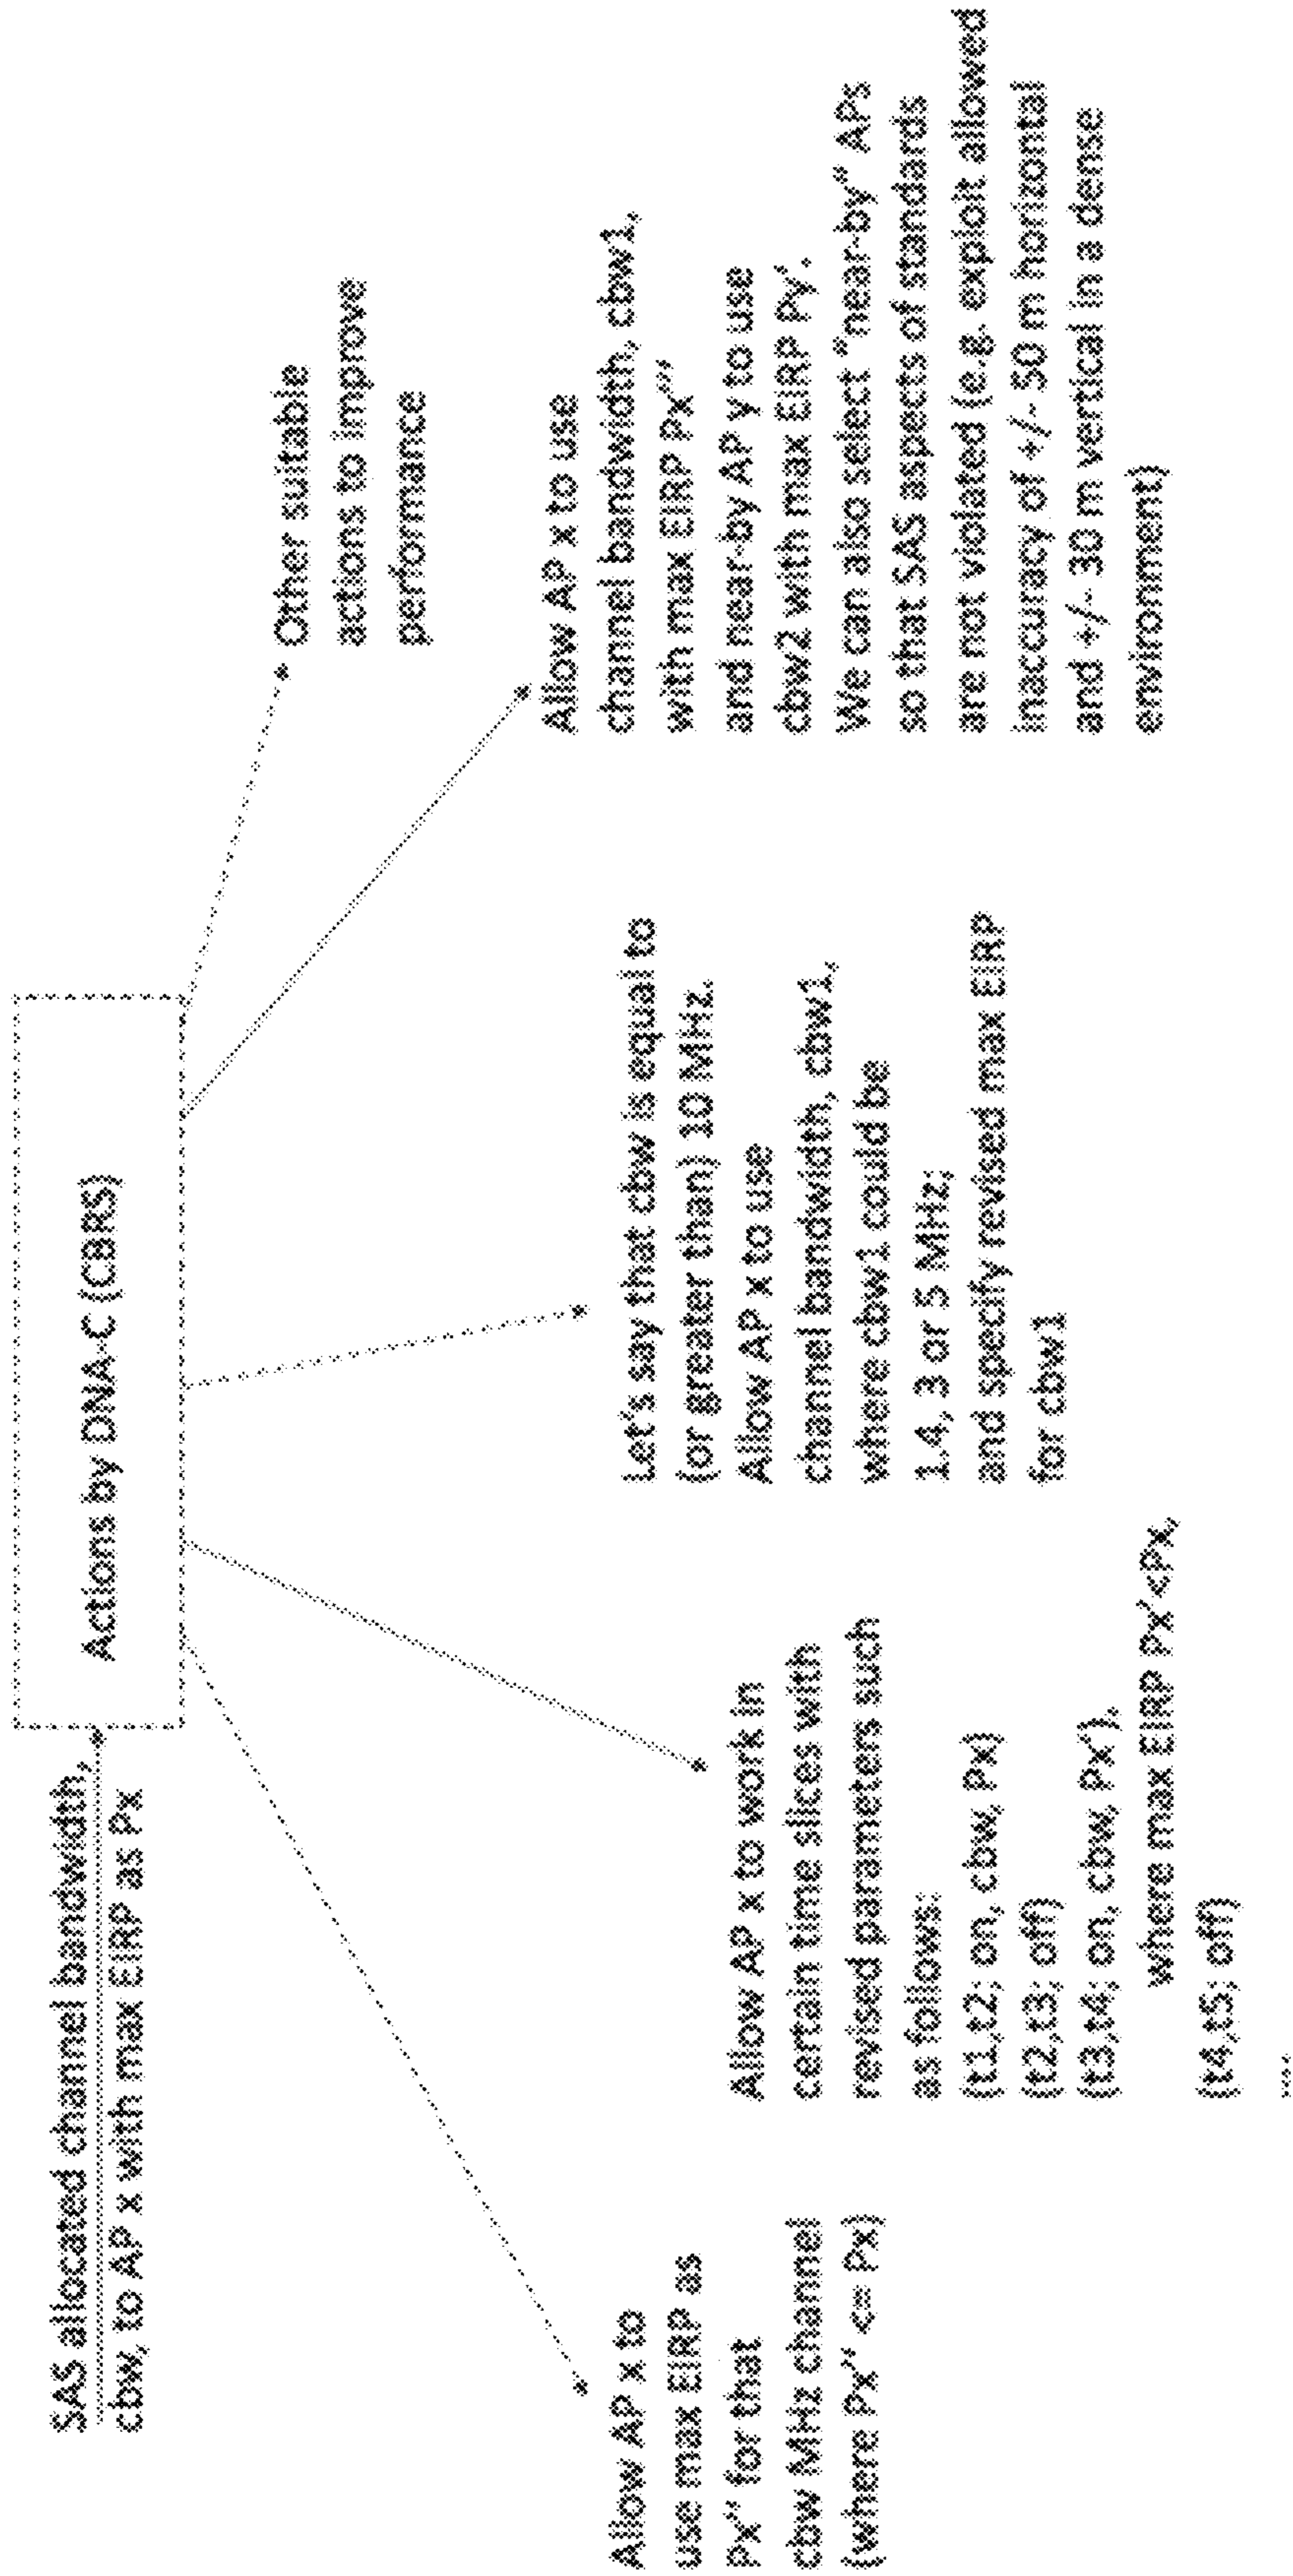 SAS allocated channel bandwidth,
cbw, to AP x with max EIRP as Px
Actions by DNA-C (CBRS)
Allow AP x to
use max EIRP as
Px'' for that
cbw MHz channel
(where Px'' <= Px)
Allow AP x to work in
certain time slices with
revised parameters such
as follows:
(t1,t2; on, cbw, Px)
(t2,t3; off)
(t3,t4; on, cbw, Px'),
where max EIRP Px'<Px,
(t4,t5; off)
...
Let's say that cbw is equal to
(or greater than) 10 MHz.
Allow AP x to use
channel bandwidth, cbw1,
where cbw1 could be
1.4, 3 or 5 MHz;
and specify revised max EIRP
for cbw1
Allow AP x to use
channel bandwidth, cbw1,
with max EIRP Px'''
and near-by AP y to use
cbw2 with max EIRP Py'.
We can also select "near-by" APs
so that SAS aspects of standards
are not violated (e.g. exploit allowed
inaccuracy of +/- 50 m horizontal
and +/- 30 m vertical in a dense
environment)
Other suitable
actions to improve
performance